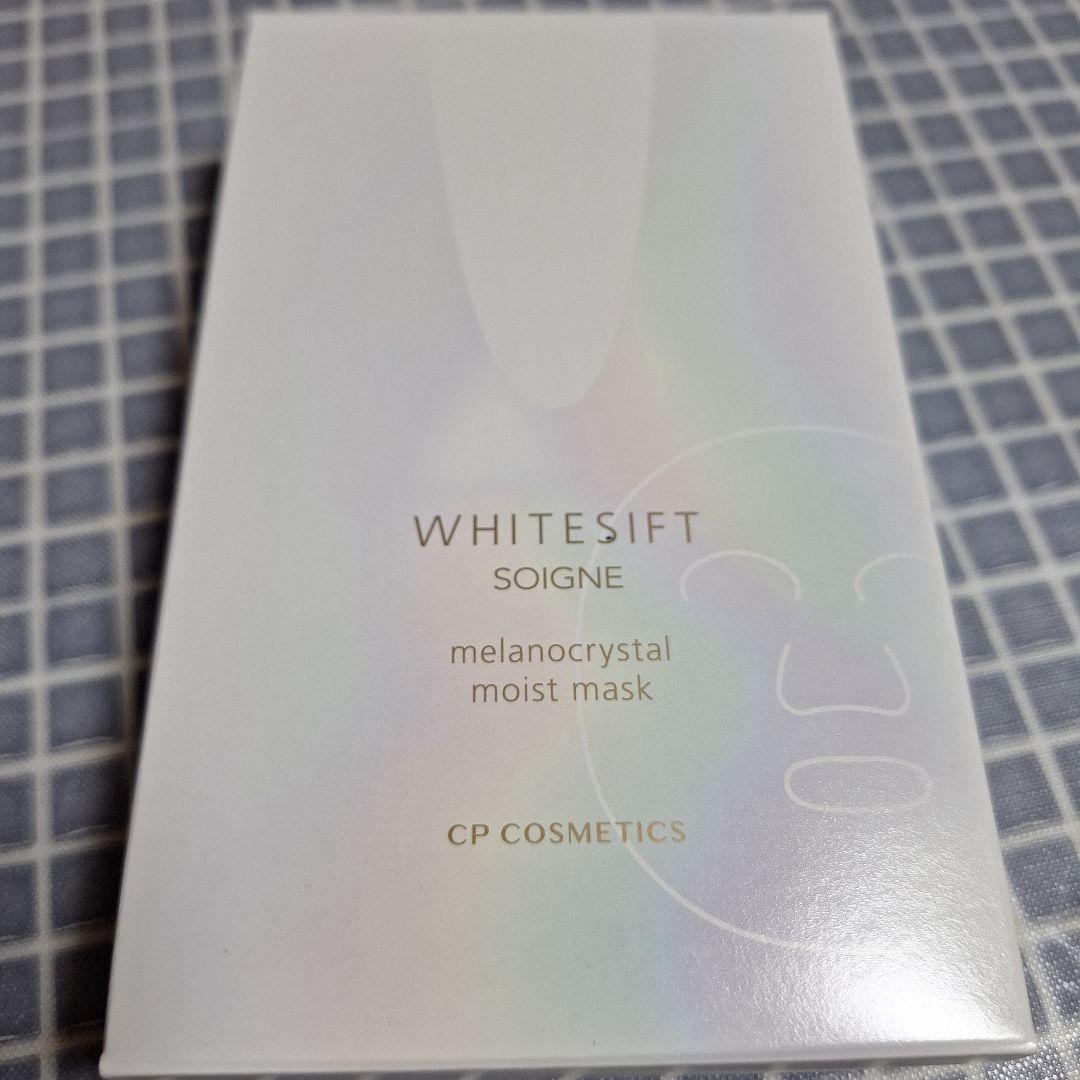 WHITESIFT
SOIGNE
melanocrystal
moist mask
CP COSMETICS